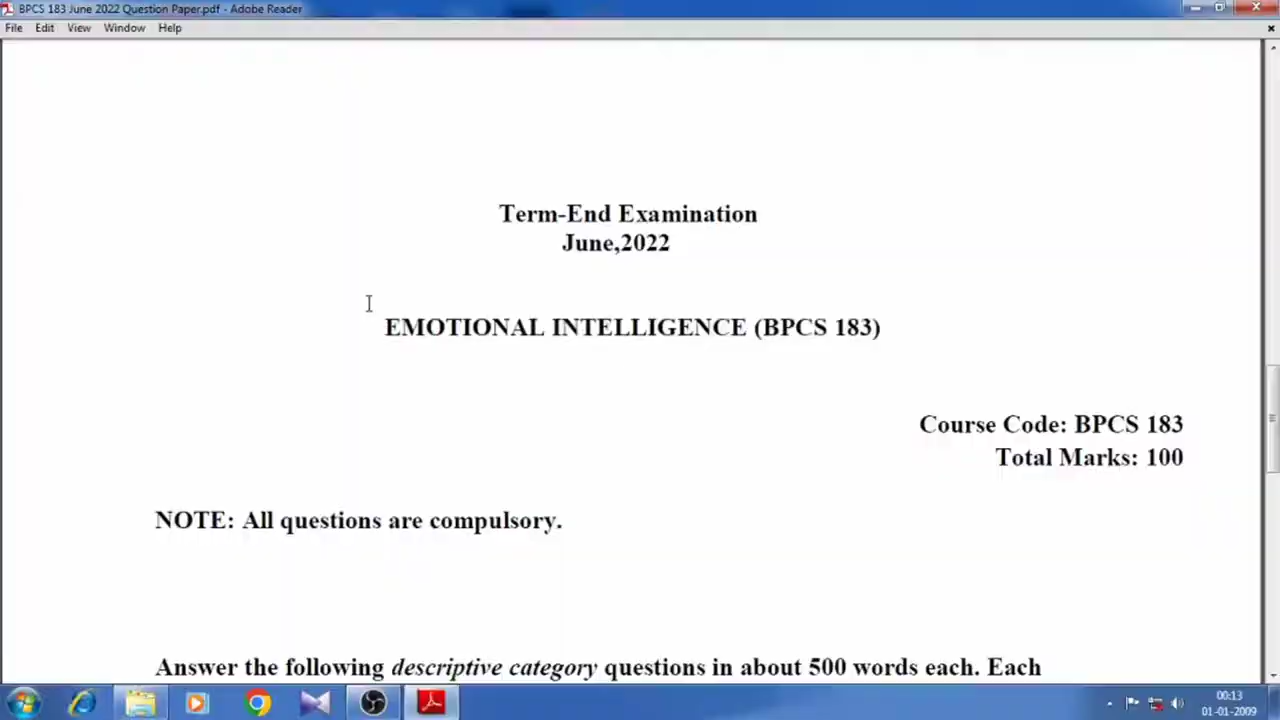 BPCS 183 June 2022 Question Paper.pdf - Adobe Reader
File Edit View Window Help
Term-End Examination
June,2022
EMOTIONAL INTELLIGENCE (BPCS 183)
Course Code: BPCS 183
Total Marks: 100
NOTE: All questions are compulsory.
Answer the following descriptive category questions in about 500 words each. Each
00:13
01-01-2009